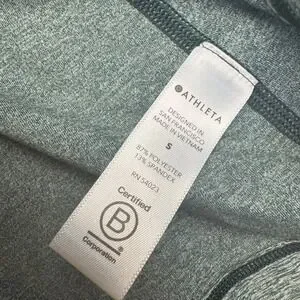 ATHLETA
DESIGNED IN
SAN FRANCISCO
MADE IN VIETNAM
S
87% POLYESTER
13% SPANDEX
RN 54023
Certified
B
Corporation